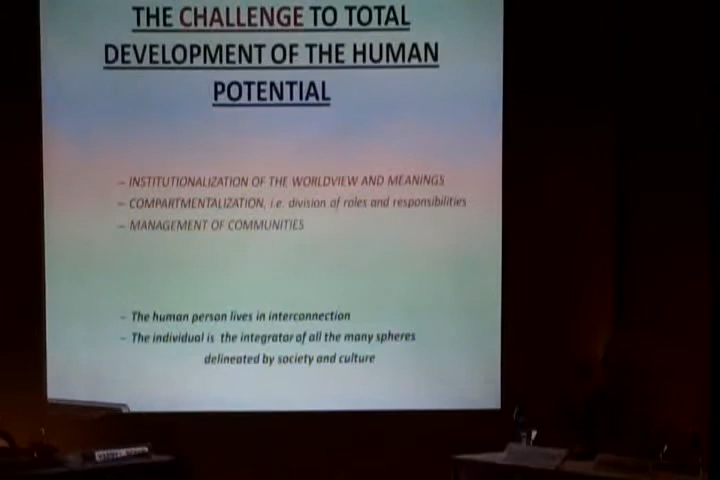 THE CHALLENGE TO TOTAL
DEVELOPMENT OF THE HUMAN
POTENTIAL
– INSTITUTIONALIZATION OF THE WORLDVIEW AND MEANINGS
– COMPARTMENTALIZATION, i.e. division of roles and responsibilities
– MANAGEMENT OF COMMUNITIES
– The human person lives in interconnection
– The individual is the integrator of all the many spheres
delineated by society and culture